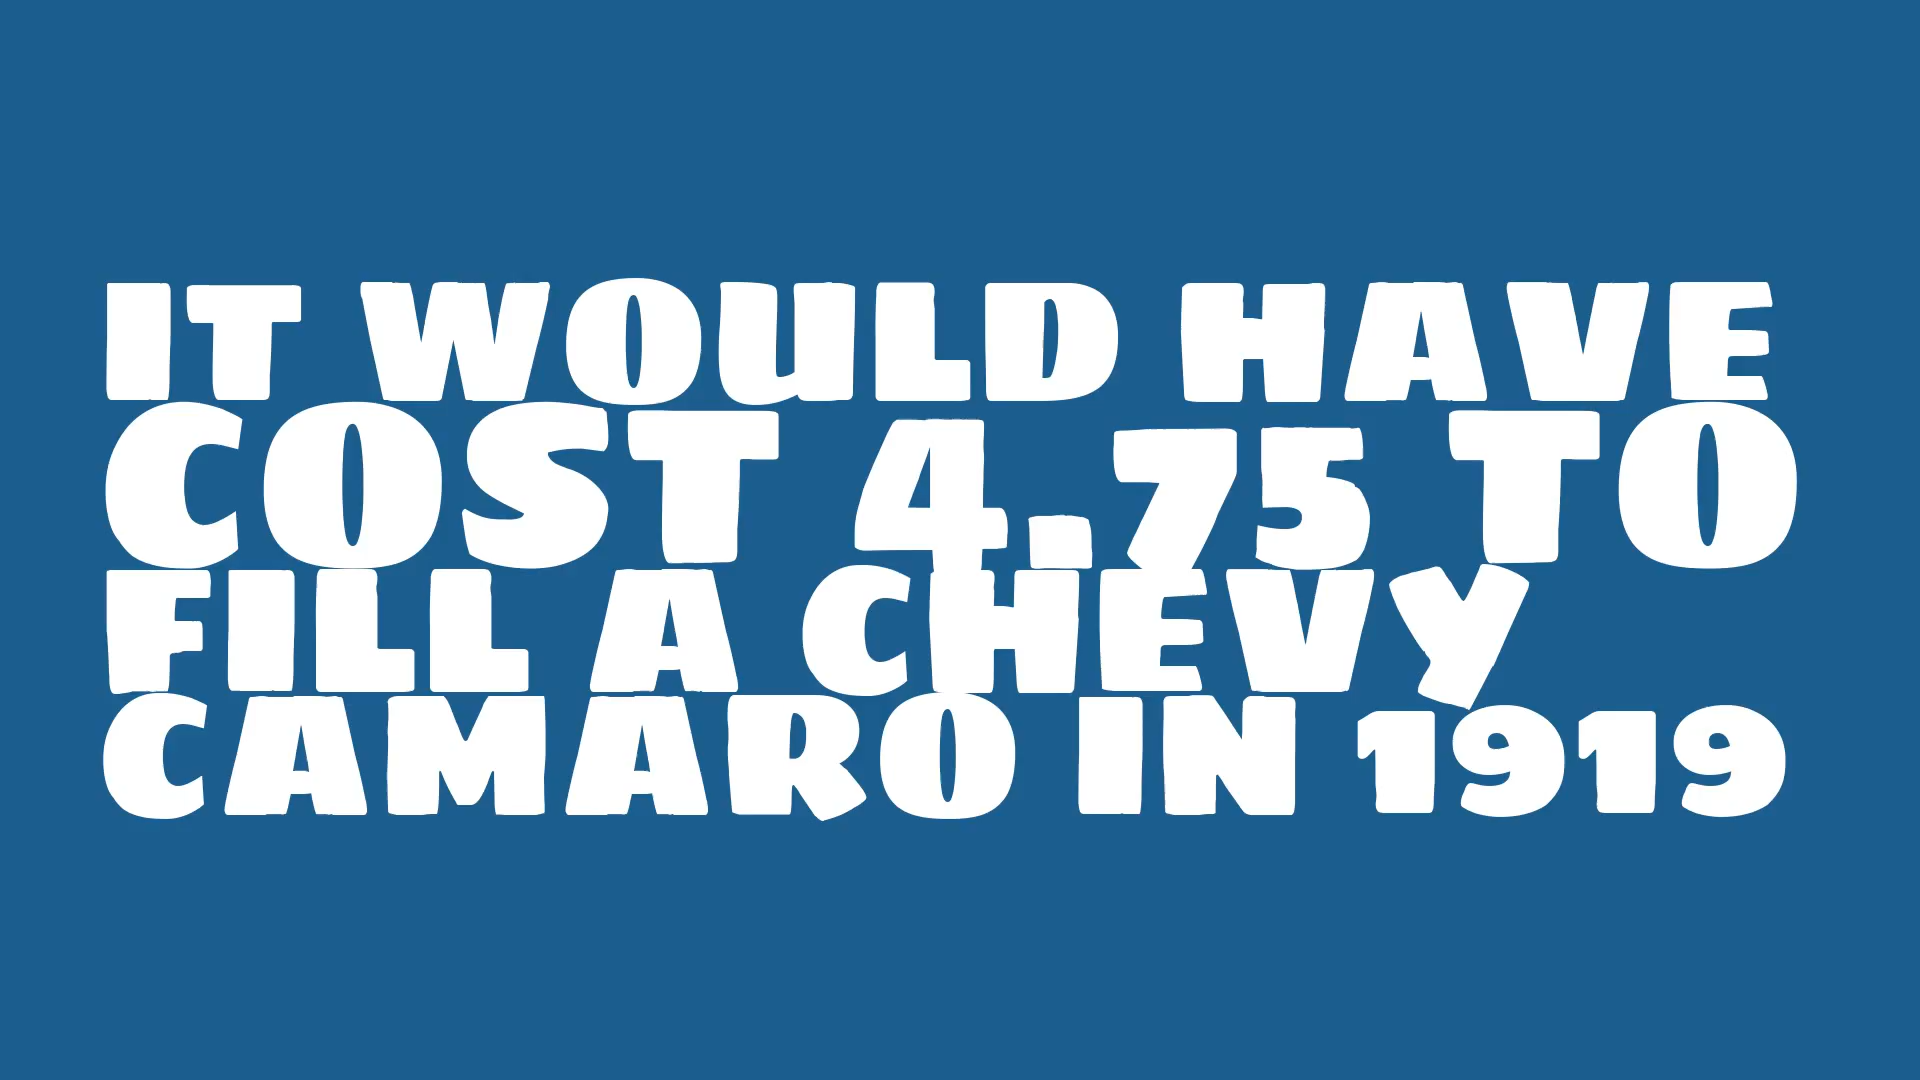 IT WOULD HAVE
COST 4.75 TO
FILL A CHEVY
CAMARO IN 1919